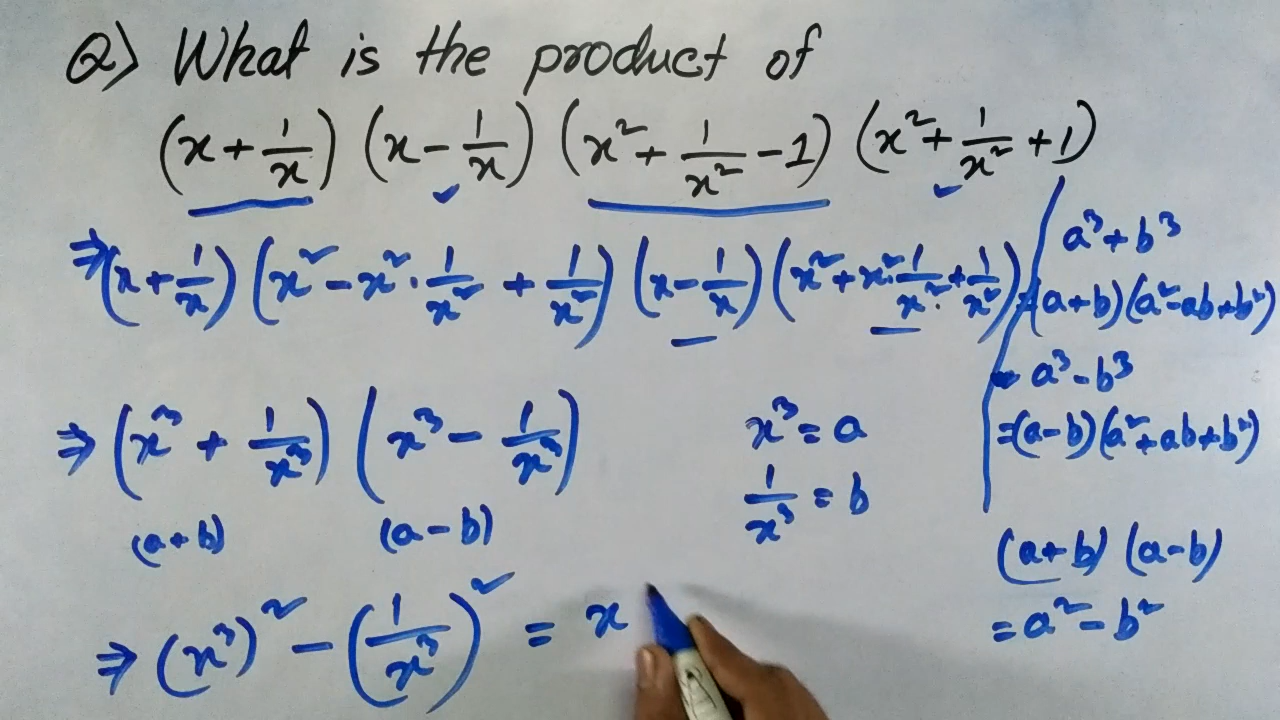 Q) What is the product of
(x + 1/x) (x - 1/x) (x² + 1/x² - 1) (x² + 1/x² + 1)
⇒ (x + 1/x) (x² - x² · 1/x² + 1/x²) (x - 1/x) (x² + x² · 1/x² + 1/x²)
a³ + b³
= (a+b) (a² - ab + b²)
a³ - b³
= (a-b) (a² + ab + b²)
⇒ (x³ + 1/x³) (x³ - 1/x³)
(a+b) (a-b)
x³ = a
1/x³ = b
(a+b) (a-b)
= a² - b²
⇒ (x³)² - (1/x³)² = x